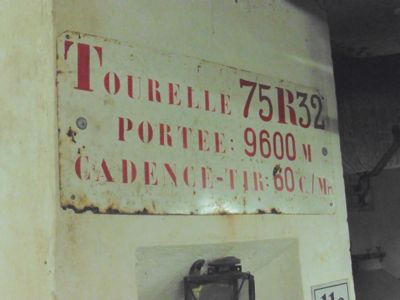 TOURELLE 75R32
PORTEE: 9600 M
CADENCE-TIR: 60 C./MN